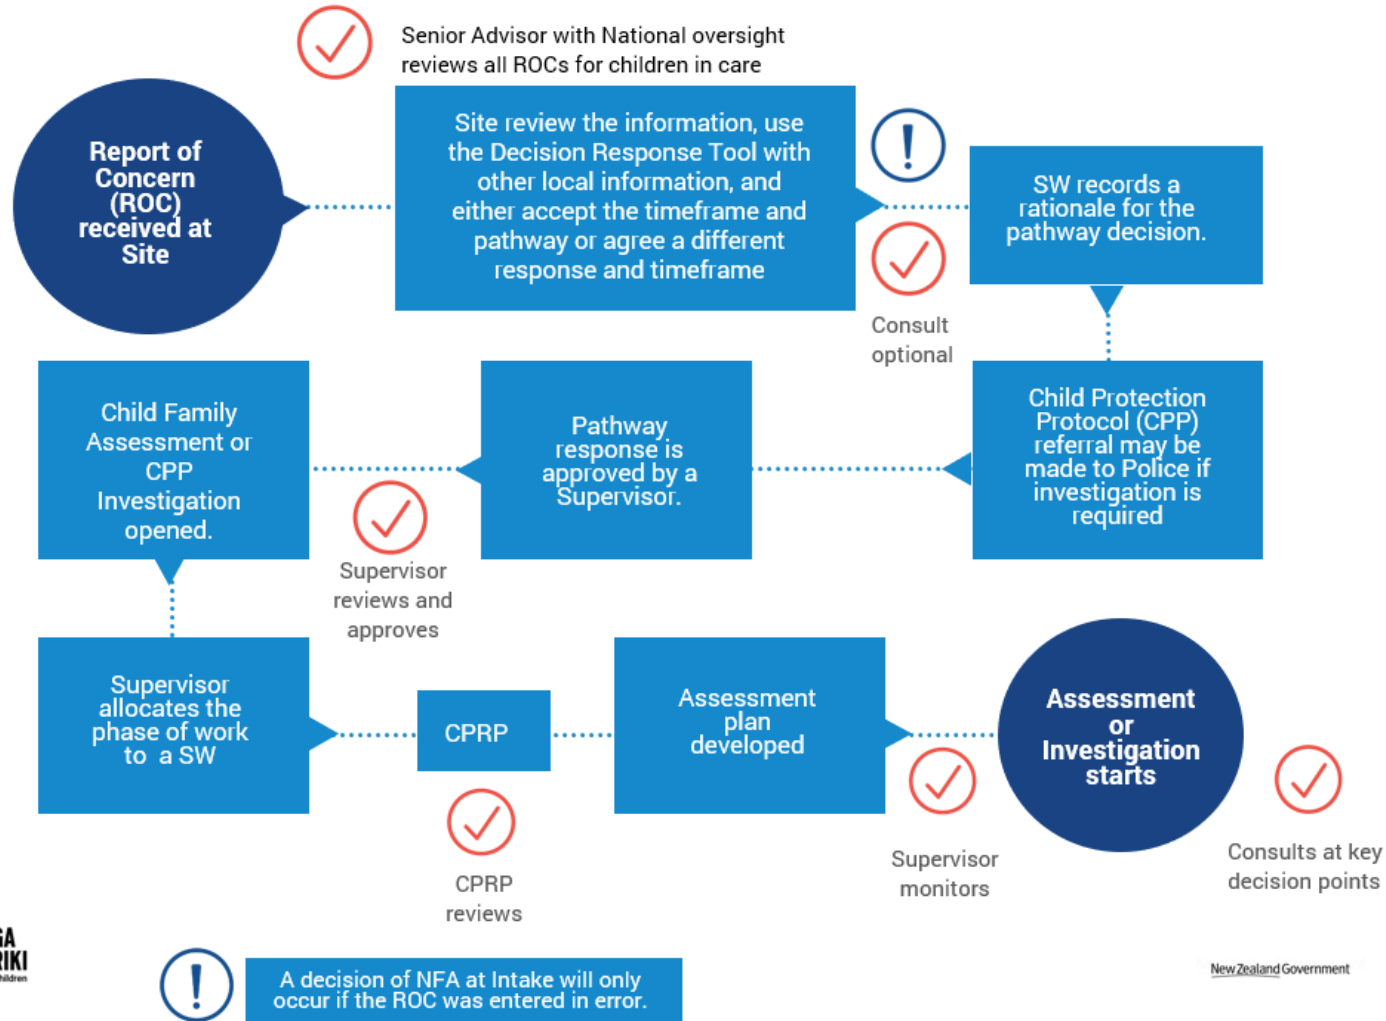 Senior Advisor with National oversight
reviews all ROCs for children in care
Report of
Concern
(ROC)
received at
Site
Site review the information, use
the Decision Response Tool with
other local information, and
either accept the timeframe and
pathway or agree a different
response and timeframe
!
Consult
optional
SW records a
rationale for the
pathway decision.
Child Protection
Protocol (CPP)
referral may be
made to Police if
investigation is
required
Pathway
response is
approved by a
Supervisor.
Supervisor
reviews and
approves
Child Family
Assessment or
CPP
Investigation
opened.
Supervisor
allocates the
phase of work
to a SW
CPRP
CPRP
reviews
Assessment
plan
developed
Supervisor
monitors
Assessment
or
Investigation
starts
Consults at key
decision points
!
A decision of NFA at Intake will only
occur if the ROC was entered in error.
New Zealand Government